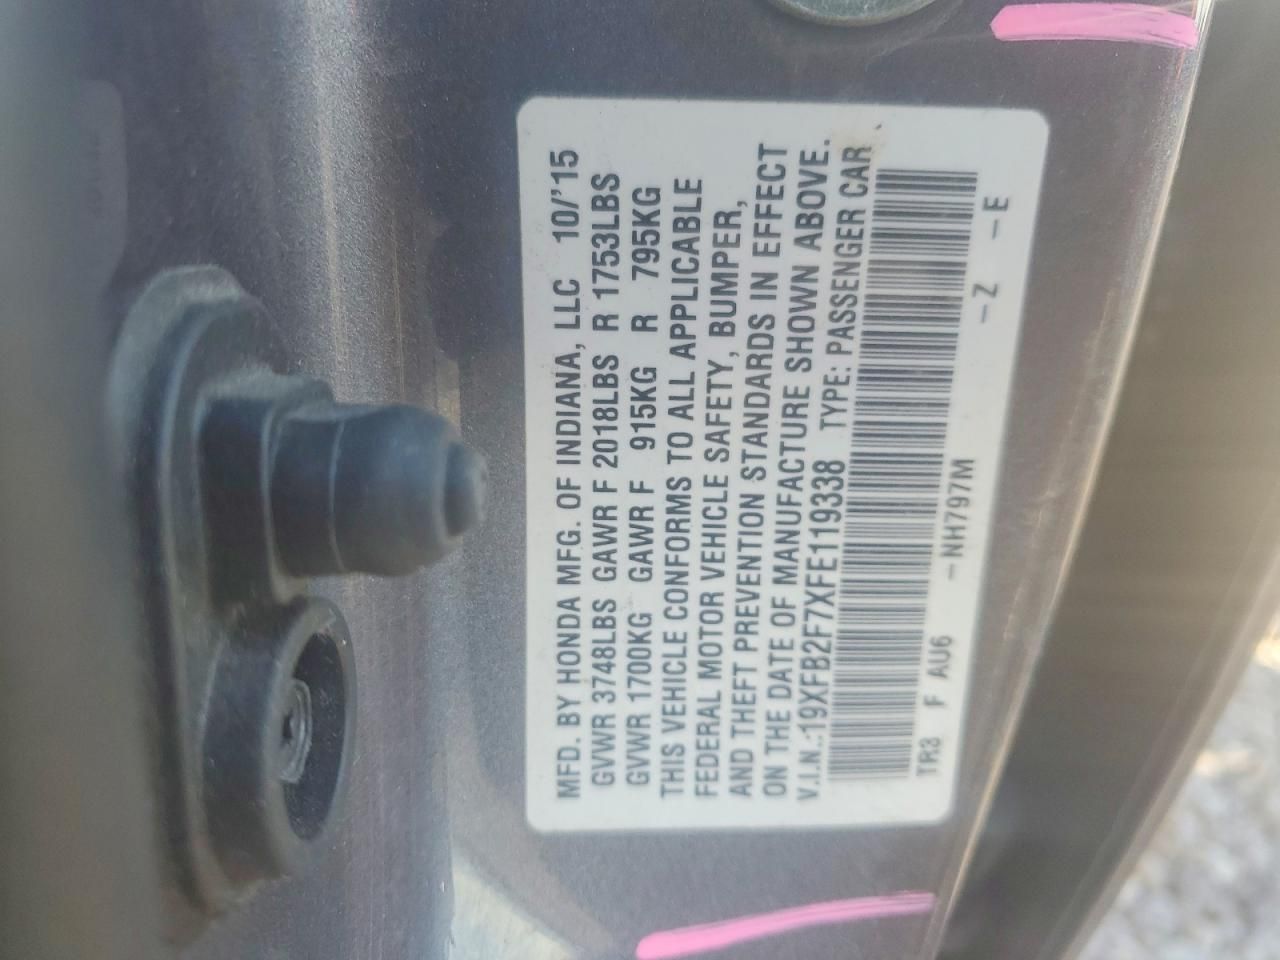 MFD. BY HONDA MFG. OF INDIANA, LLC 10/'15
GVWR 3748LBS GAWR F 2018LBS R 1753LBS
GVWR 1700KG GAWR F 915KG R 795KG
THIS VEHICLE CONFORMS TO ALL APPLICABLE
FEDERAL MOTOR VEHICLE SAFETY, BUMPER,
AND THEFT PREVENTION STANDARDS IN EFFECT
ON THE DATE OF MANUFACTURE SHOWN ABOVE.
V.I.N.:19XFB2F7XFE119338 TYPE: PASSENGER CAR
TR3 F AU6 -NH797M -Z -E